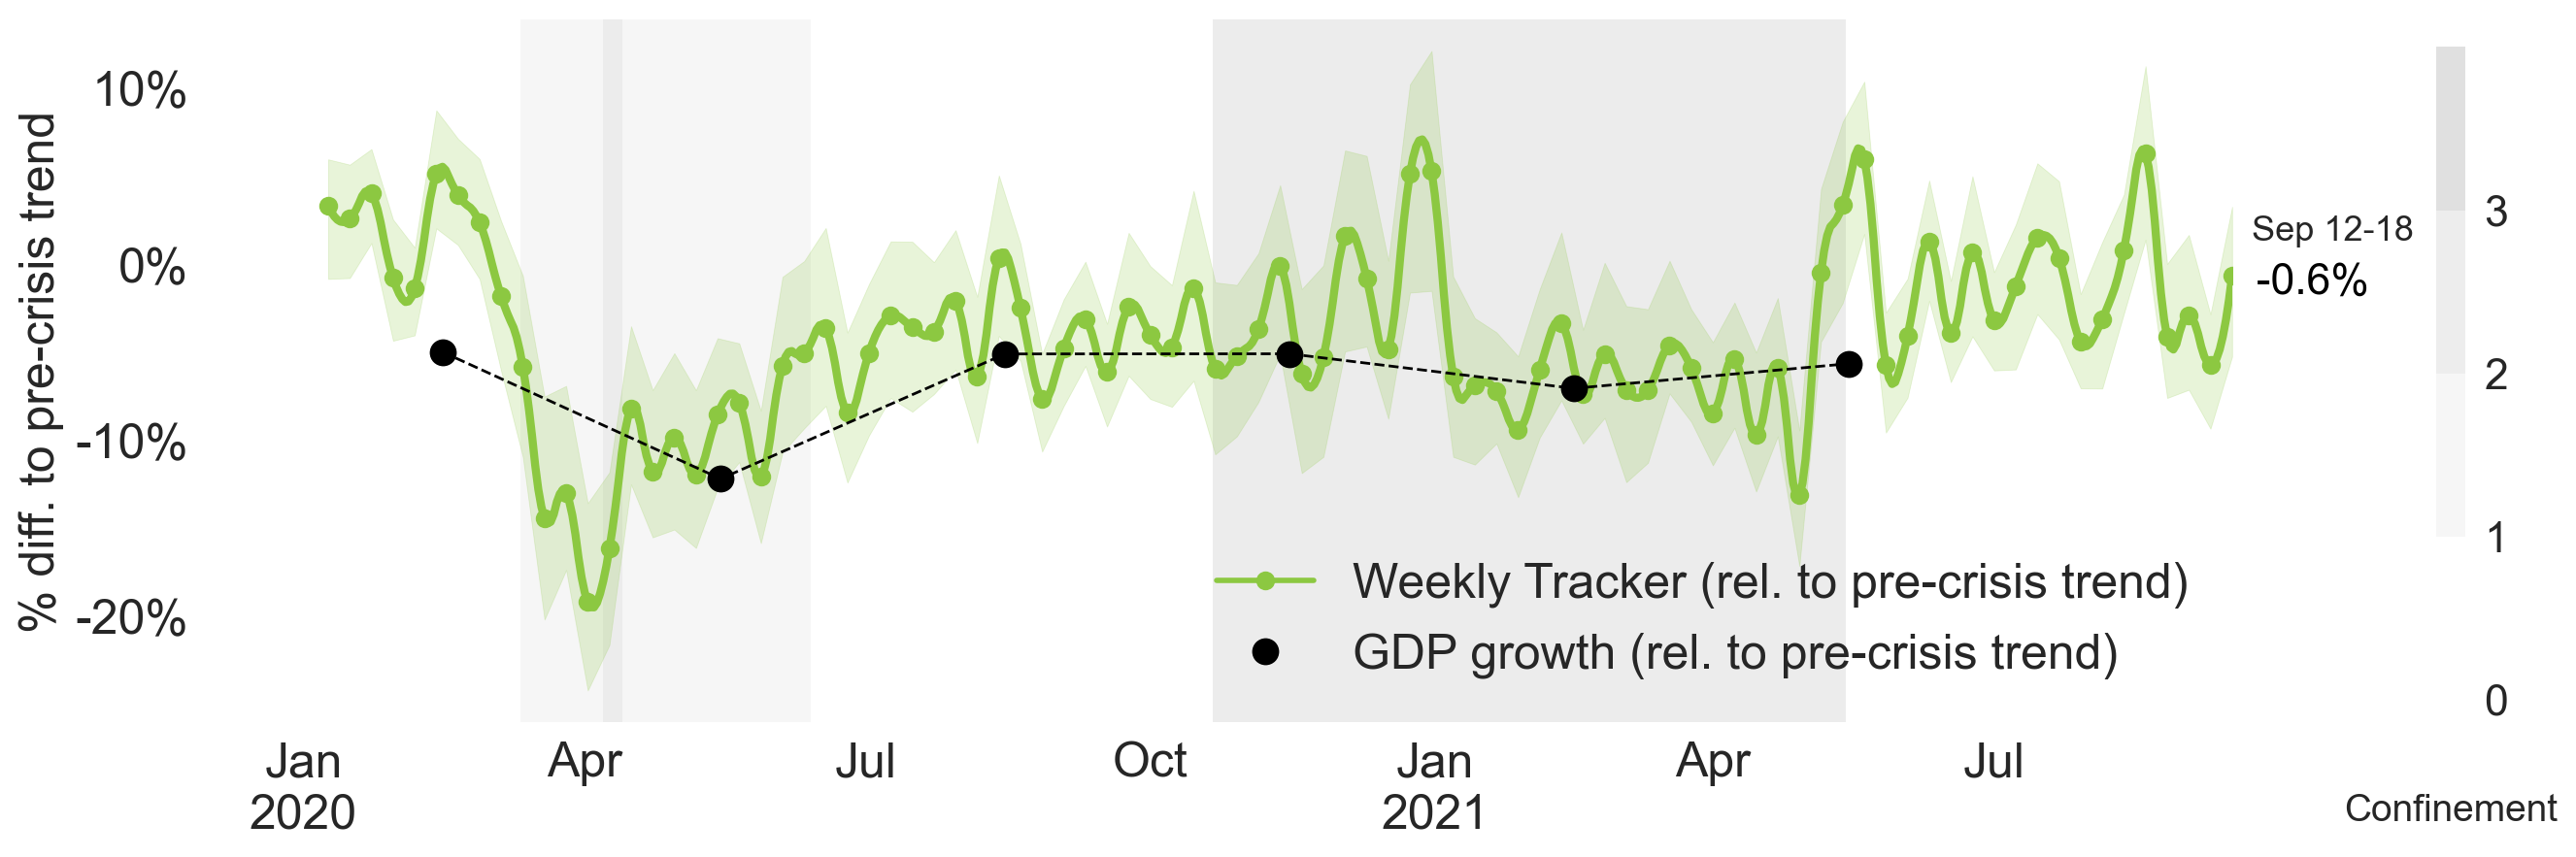 % diff. to pre-crisis trend
10%
0%
-10%
-20%
Sep 12-18
-0.6%
Weekly Tracker (rel. to pre-crisis trend)
GDP growth (rel. to pre-crisis trend)
3
2
1
0
Jan Apr Jul Oct Jan Apr Jul
2020 2021
Confinement